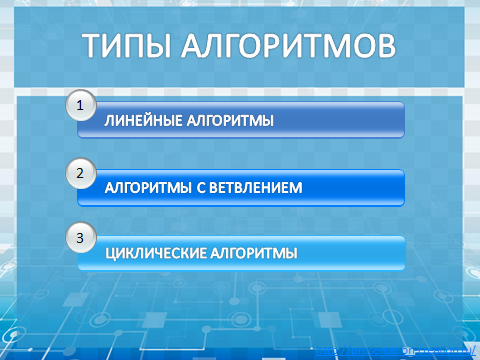 ТИПЫ АЛГОРИТМОВ
1
ЛИНЕЙНЫЕ АЛГОРИТМЫ
2
АЛГОРИТМЫ С ВЕТВЛЕНИЕМ
3
ЦИКЛИЧЕСКИЕ АЛГОРИТМЫ